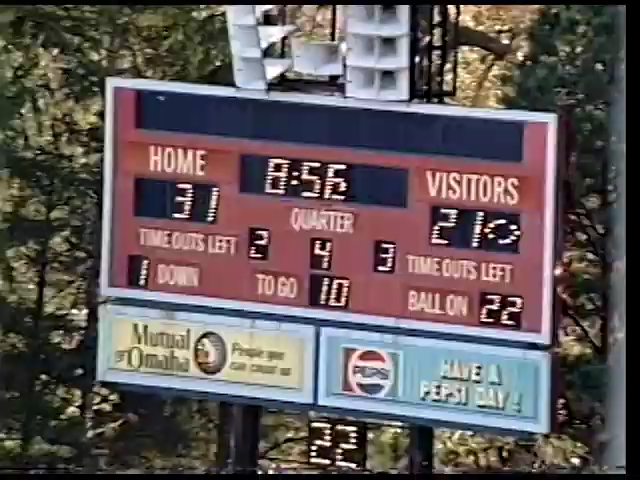 HOME 8:56 VISITORS
31 QUARTER 21
TIME OUTS LEFT 2 4 3 TIME OUTS LEFT
1 DOWN TO GO 10 BALL ON 22
Mutual
of Omaha
People you
can count on
PEPSI
HAVE A
PEPSI DAY!
22